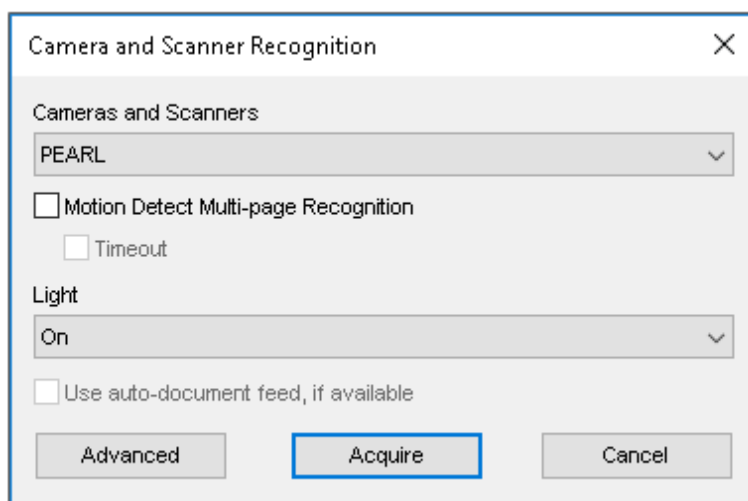 Camera and Scanner Recognition
Cameras and Scanners
PEARL
Motion Detect Multi-page Recognition
Timeout
Light
On
Use auto-document feed, if available
Advanced Acquire Cancel